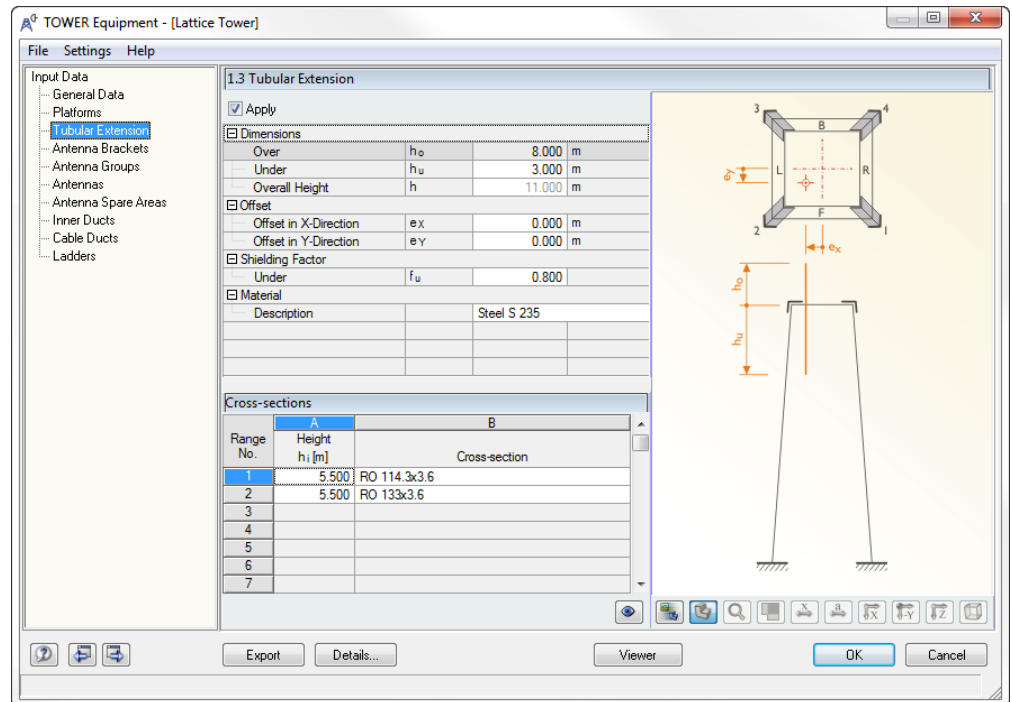 TOWER Equipment - [Lattice Tower]
File Settings Help
Input Data
General Data
Platforms
Tubular Extension
Antenna Brackets
Antenna Groups
Antennas
Antenna Spare Areas
Inner Ducts
Cable Ducts
Ladders
1.3 Tubular Extension
Apply
Dimensions
Over ho 8.000 m
Under hu 3.000 m
Overall Height h 11.000 m
Offset
Offset in X-Direction eX 0.000 m
Offset in Y-Direction eY 0.000 m
Shielding Factor
Under fu 0.800
Material
Description Steel S 235
Cross-sections
A B
Range Height
No. hi [m] Cross-section
1 5.500 RO 114.3x3.6
2 5.500 RO 133x3.6
3
4
5
6
7
3 4
B
ey L R
F
2 1
ex
ho
hu
x a X -Y Z
Export Details... Viewer OK Cancel